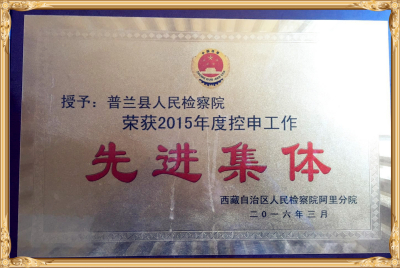 授予：普兰县人民检察院
荣获2015年度控申工作
先进集体
西藏自治区人民检察院阿里分院
二〇一六年三月